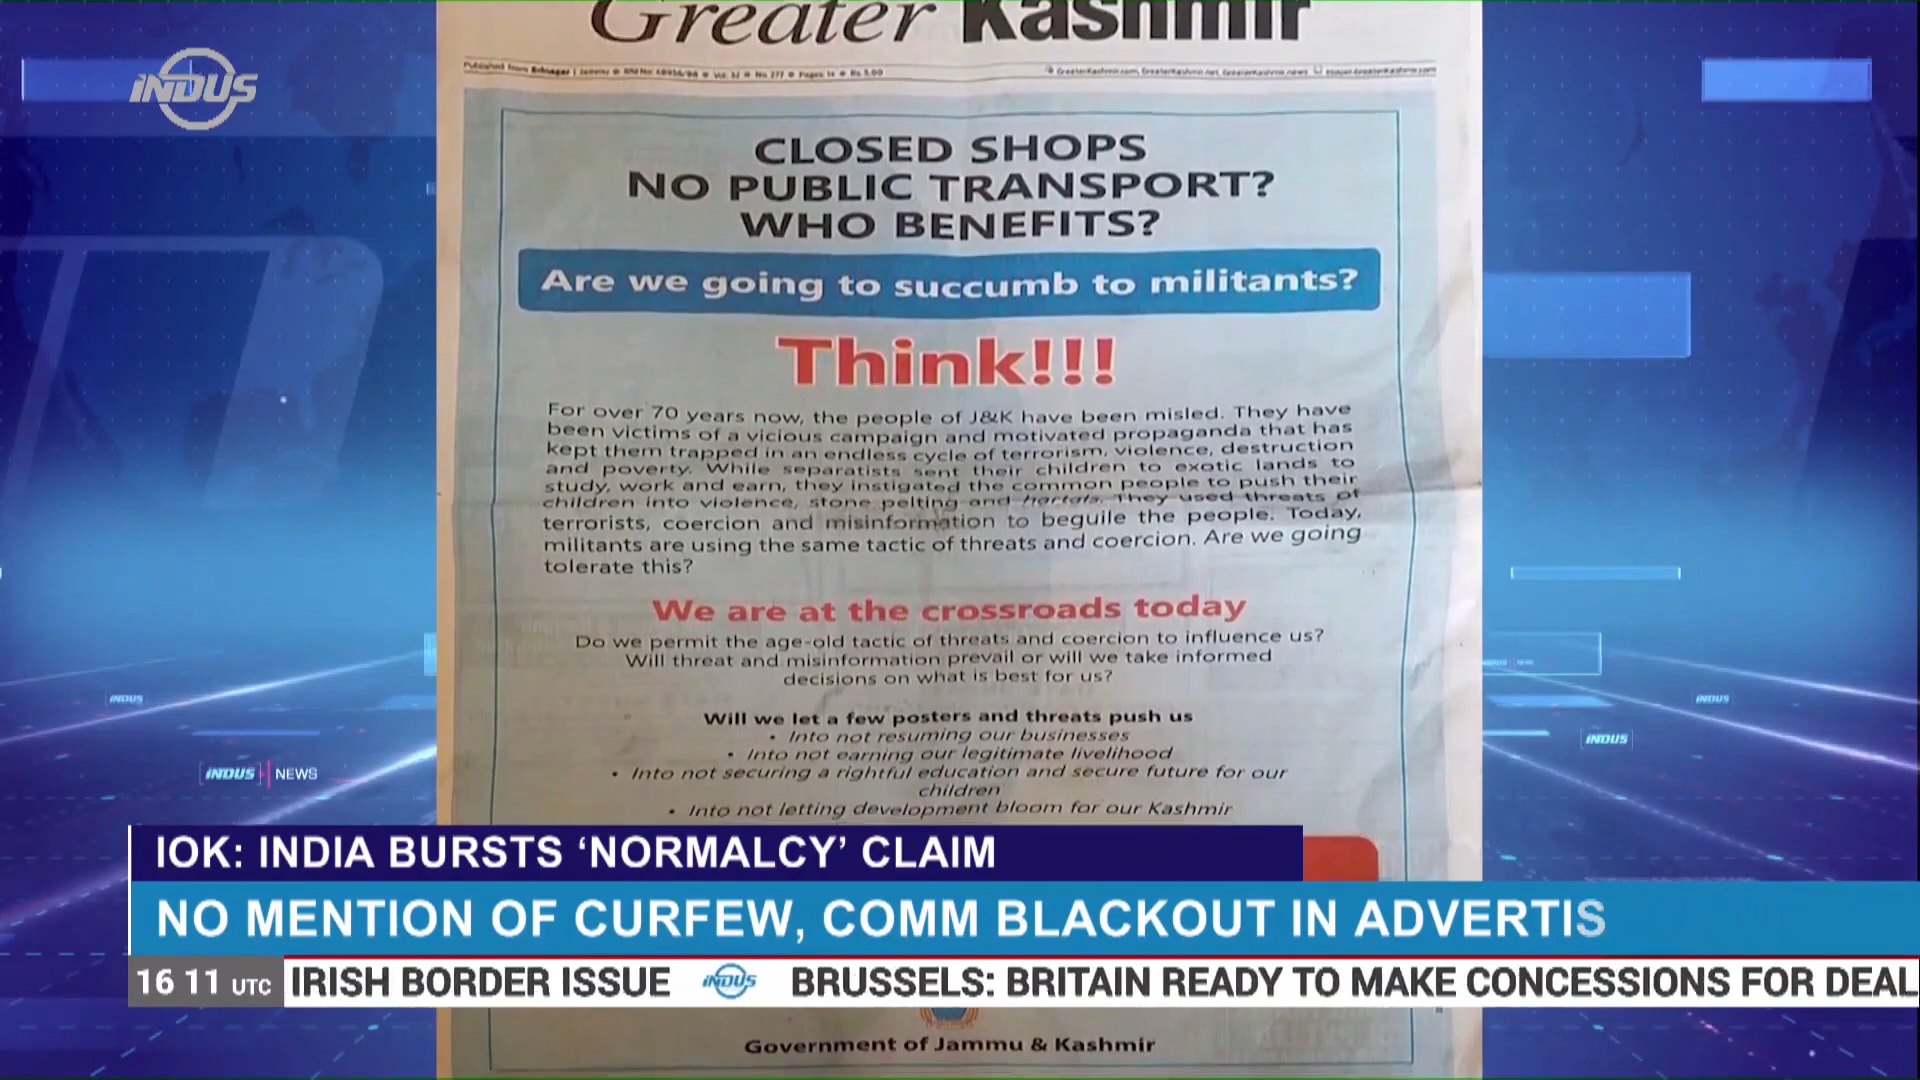 Greater Kashmir
INDUS
CLOSED SHOPS
NO PUBLIC TRANSPORT?
WHO BENEFITS?
Are we going to succumb to militants?
Think!!!
For over 70 years now, the people of J&K have been misled. They have
been victims of a vicious campaign and motivated propaganda that has
kept them trapped in an endless cycle of terrorism, violence, destruction
and poverty. While separatists sent their children to exotic lands to
study, work and earn, they instigated the common people to push their
children into violence, stone pelting and hartals. They used threats of
terrorists, coercion and misinformation to beguile the people. Today,
militants are using the same tactic of threats and coercion. Are we going
tolerate this?
We are at the crossroads today
Do we permit the age-old tactic of threats and coercion to influence us?
Will threat and misinformation prevail or will we take informed
decisions on what is best for us?
Will we let a few posters and threats push us
• Into not resuming our businesses
• Into not earning our legitimate livelihood
• Into not securing a rightful education and secure future for our
children
• Into not letting development bloom for our Kashmir
INDUS
INDUS
INDUS
INDUS NEWS
IOK: INDIA BURSTS ‘NORMALCY’ CLAIM
NO MENTION OF CURFEW, COMM BLACKOUT IN ADVERTIS
16 11 UTC IRISH BORDER ISSUE INDUS BRUSSELS: BRITAIN READY TO MAKE CONCESSIONS FOR DEAL
Government of Jammu & Kashmir